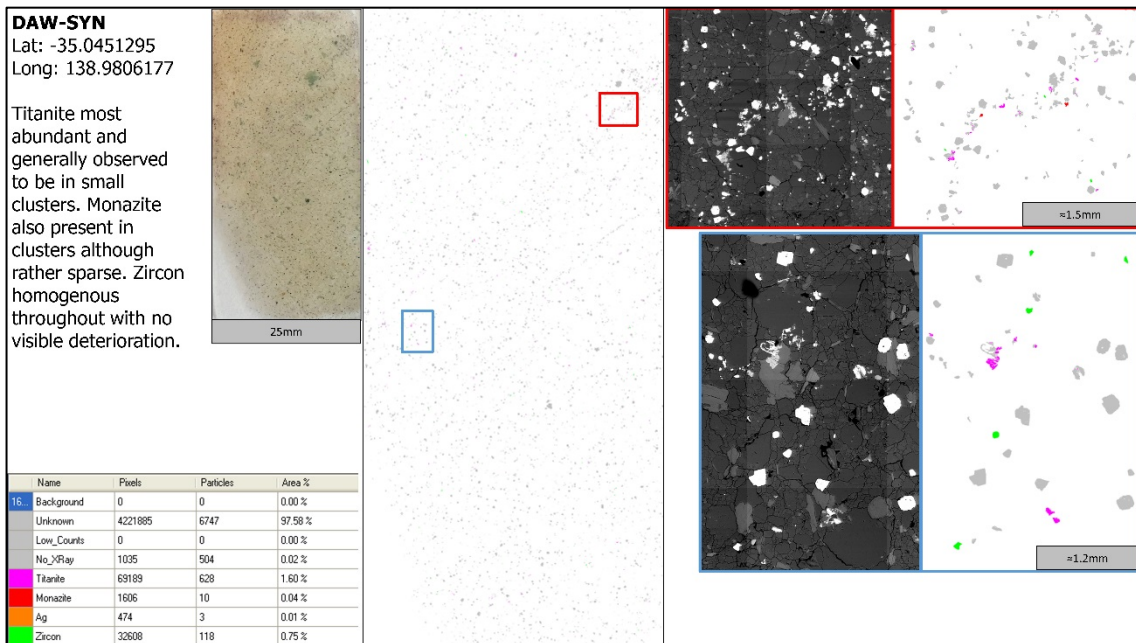 DAW-SYN
Lat: -35.0451295
Long: 138.9806177
Titanite most
abundant and
generally observed
to be in small
clusters. Monazite
also present in
clusters although
rather sparse. Zircon
homogenous
throughout with no
visible deterioration.
25mm
≈1.5mm
≈1.2mm
Name Pixels Particles Area %
16... Background 0 0 0.00 %
Unknown 4221885 6747 97.58 %
Low_Counts 0 0 0.00 %
No_XRay 1035 504 0.02 %
Titanite 69189 628 1.60 %
Monazite 1606 10 0.04 %
Ag 474 3 0.01 %
Zircon 32608 118 0.75 %